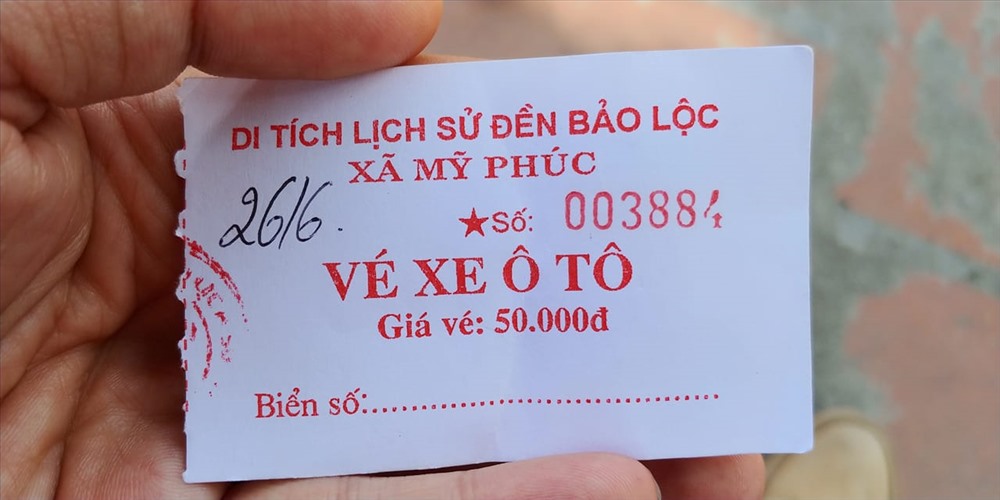 DI TÍCH LỊCH SỬ ĐỀN BẢO LỘC
XÃ MỸ PHÚC
26/6.
★Số: 003884
VÉ XE Ô TÔ
Giá vé: 50.000đ
Biển số:................................................